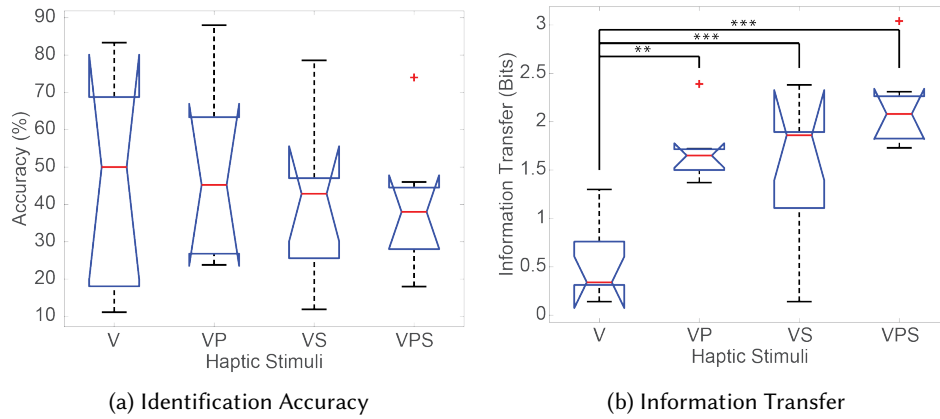 90
80
70
60
50
40
30
20
10
Accuracy (%)
V VP VS VPS
Haptic Stimuli
(a) Identification Accuracy
3
2.5
2
1.5
1
0.5
0
Information Transfer (Bits)
***
***
**
V VP VS VPS
Haptic Stimuli
(b) Information Transfer